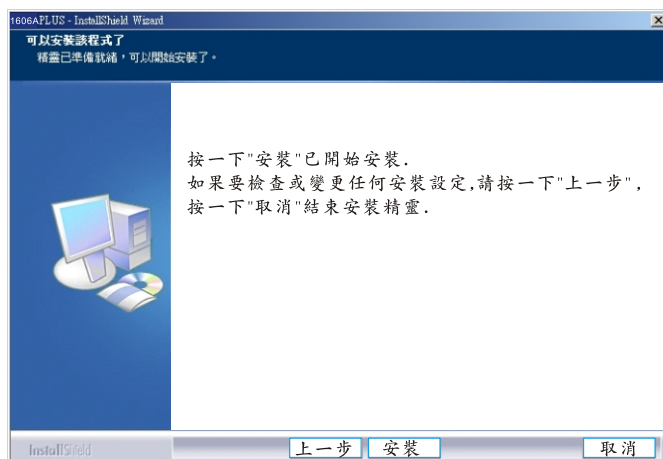 1606APLUS - InstallShield Wizard
可以安裝該程式了
精靈已準備就緒，可以開始安裝了。
按一下"安裝"已開始安裝.
如果要檢查或變更任何安裝設定,請按一下"上一步",
按一下"取消"結束安裝精靈.
InstallShield
上一步 安裝 取消